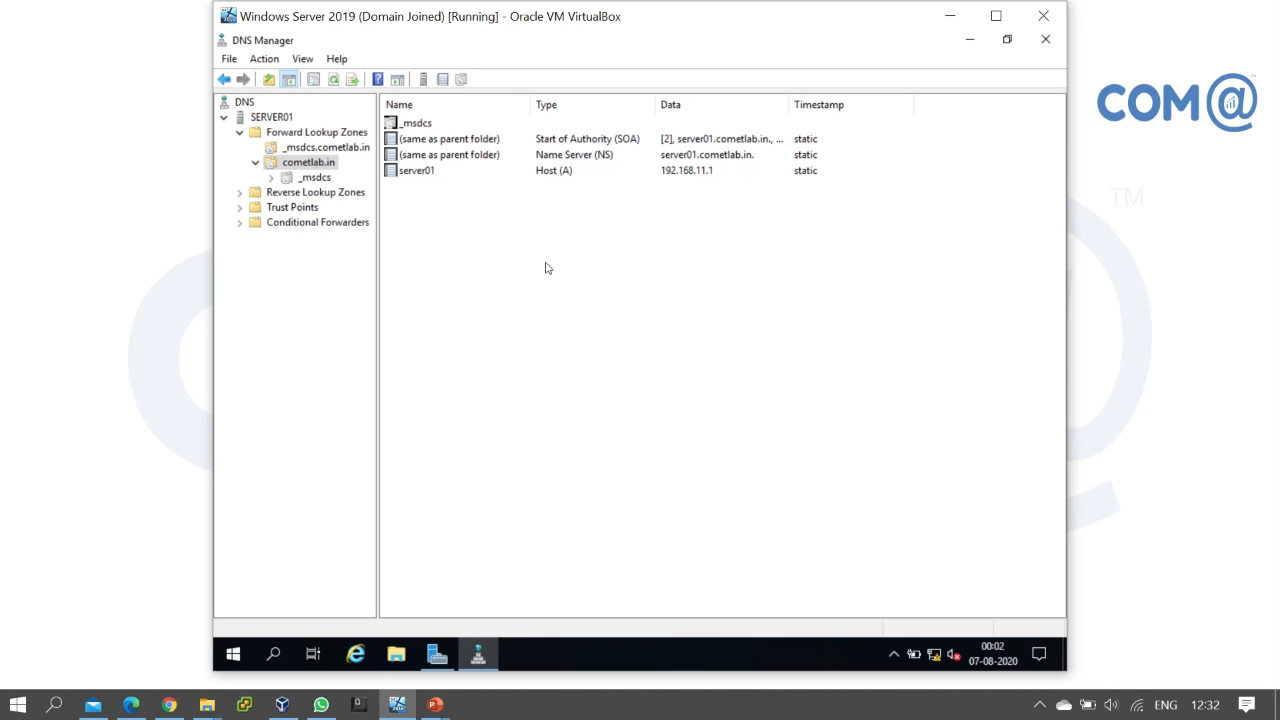 Windows Server 2019 (Domain Joined) [Running] - Oracle VM VirtualBox
DNS Manager
File Action View Help
COM@
TM
DNS
SERVER01
Forward Lookup Zones
_msdcs.cometlab.in
cometlab.in
_msdcs
Reverse Lookup Zones
Trust Points
Conditional Forwarders
Name Type Data Timestamp
_msdcs
(same as parent folder) Start of Authority (SOA) [2], server01.cometlab.in., ... static
(same as parent folder) Name Server (NS) server01.cometlab.in. static
server01 Host (A) 192.168.11.1 static
TM
00:02
07-08-2020
ENG 12:32